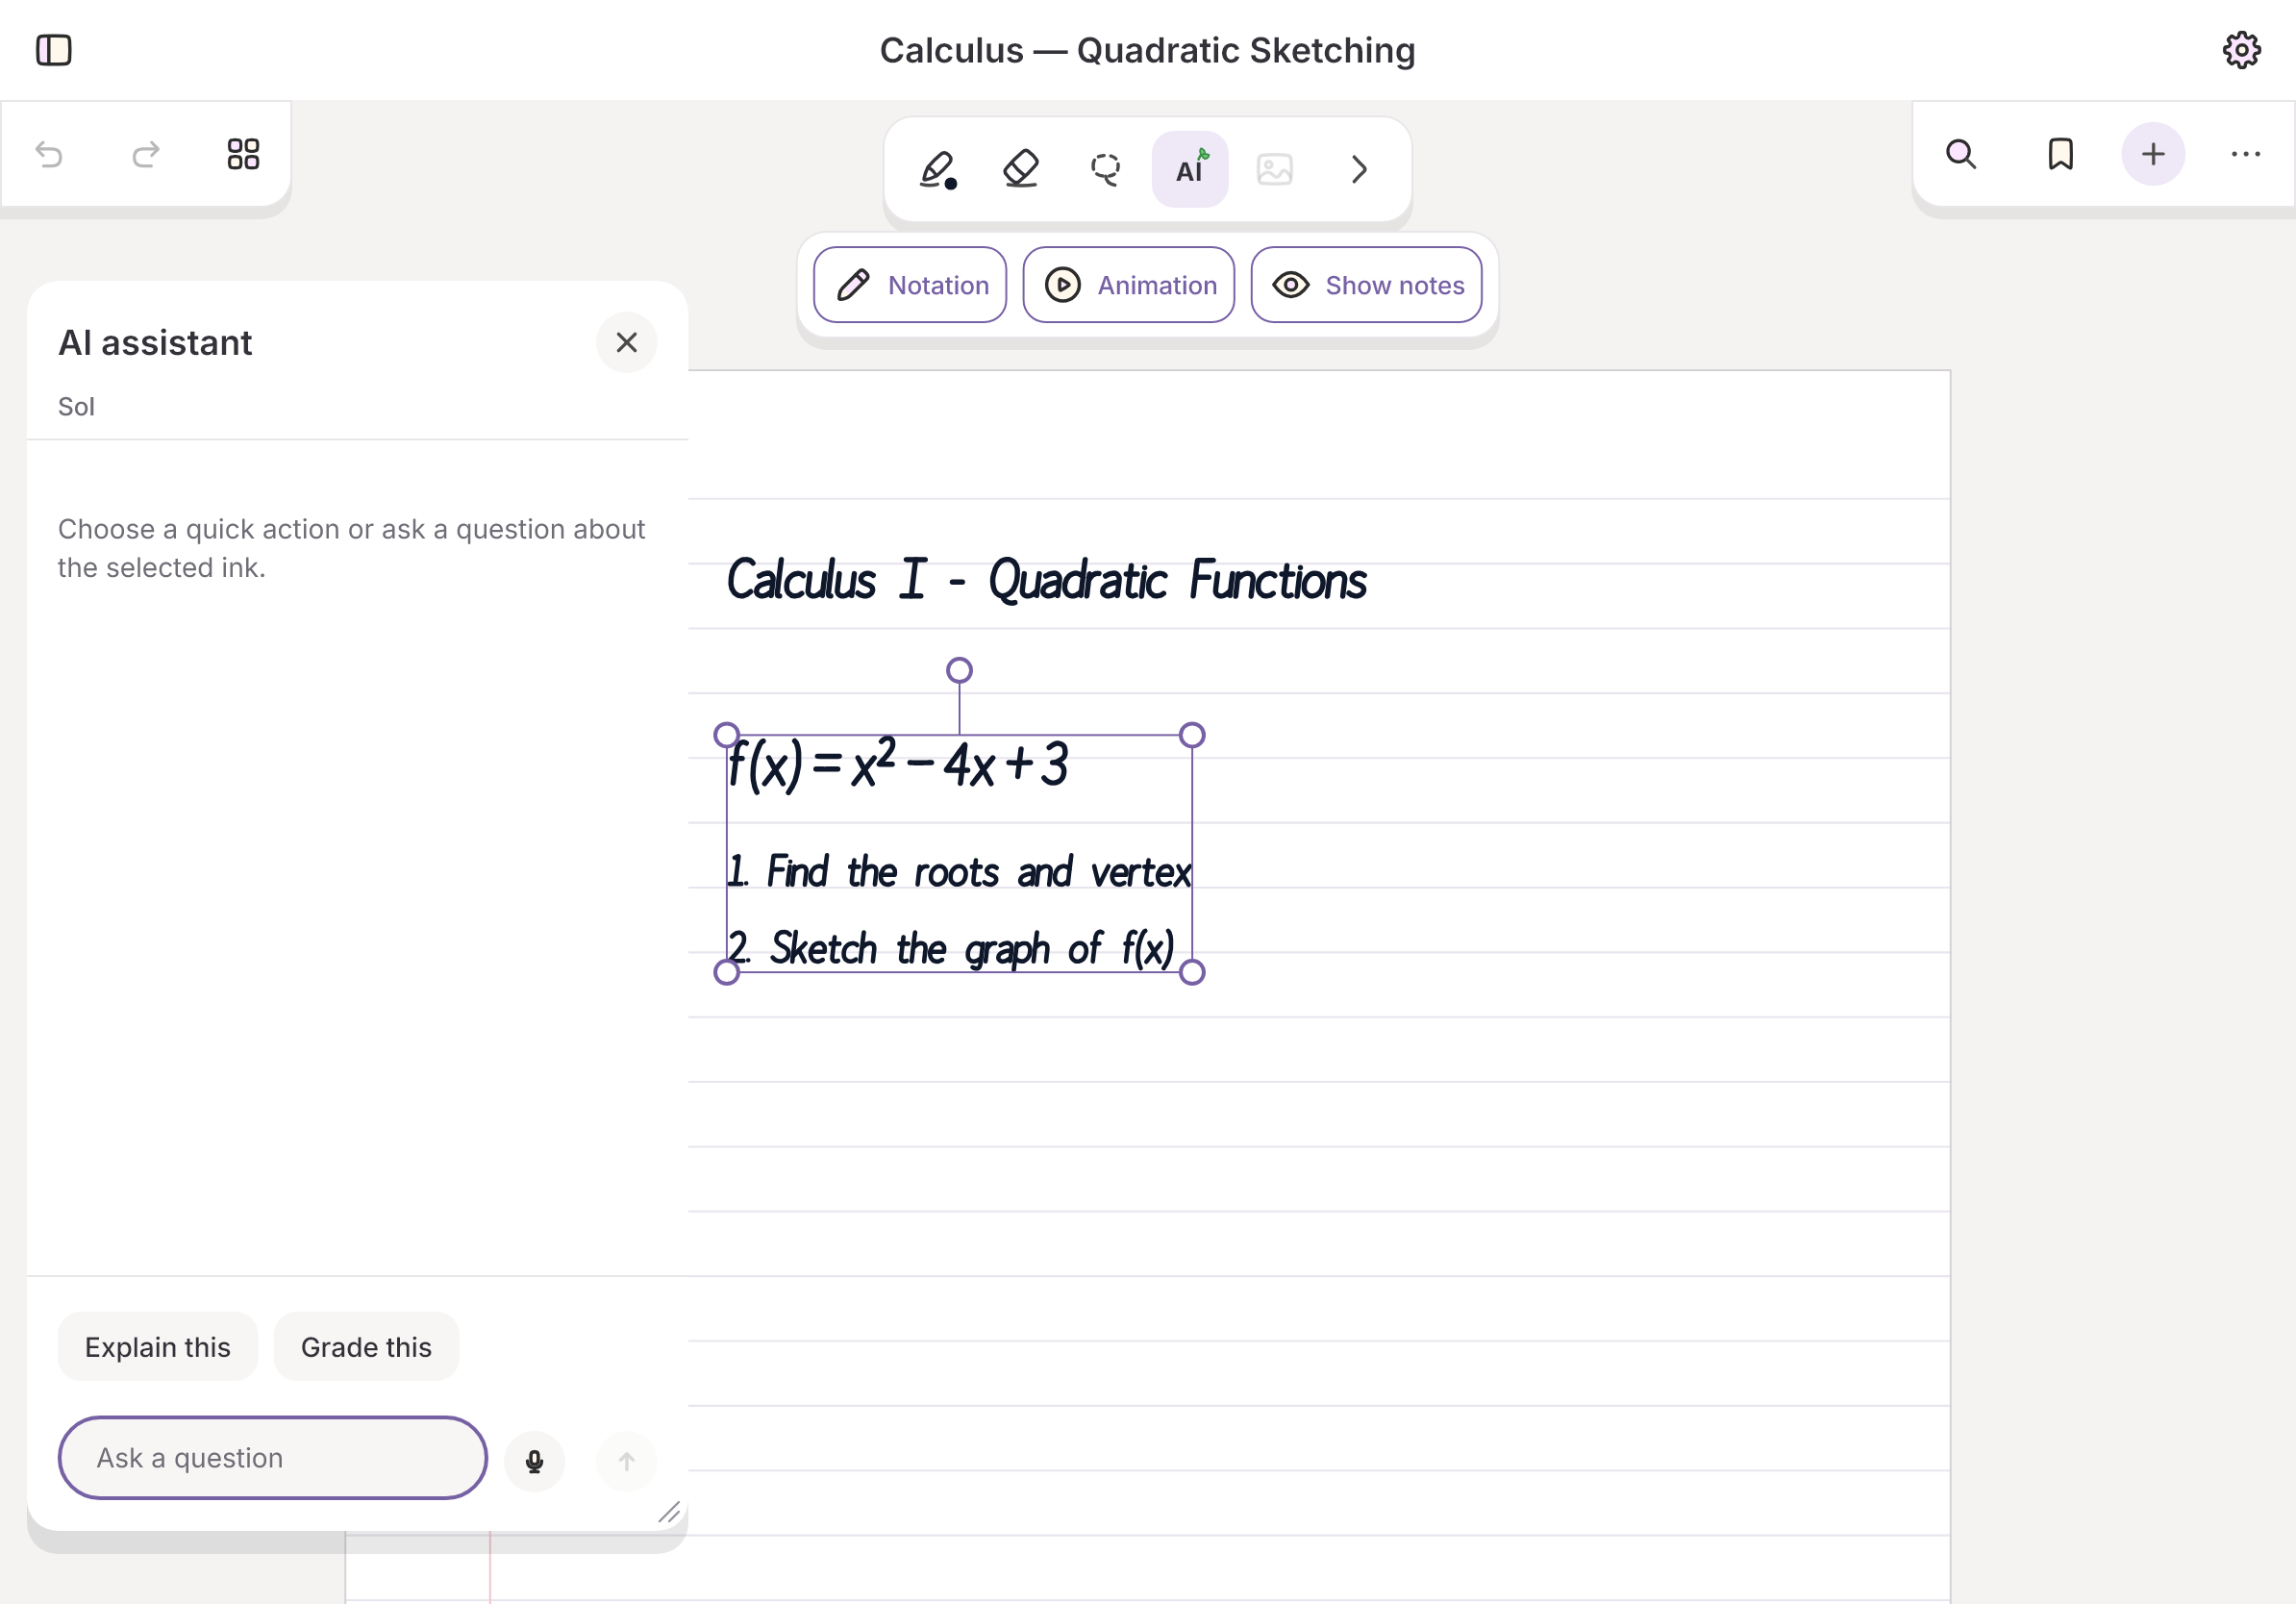 Calculus — Quadratic Sketching
AI
Notation Animation Show notes
AI assistant
Sol
Choose a quick action or ask a question about
the selected ink.
Calculus I - Quadratic Functions
f(x) = x² − 4x + 3
1. Find the roots and vertex
2. Sketch the graph of f(x)
Explain this Grade this
Ask a question